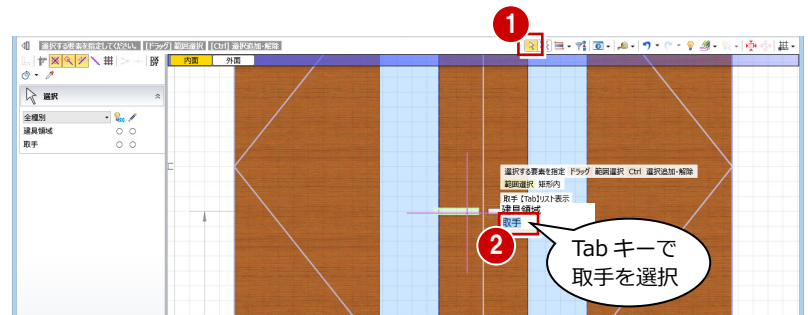 1
選択する要素を指定してください。 [ドラッグ] 範囲選択 [Ctrl] 選択追加・解除
内面 外面
選択
全種別
建具領域
取手
選択する要素を指定 ドラッグ 範囲選択 Ctrl 選択追加・解除
範囲選択 矩形内
取手 【Tab】リスト表示
建具領域
取手
2
Tab キーで
取手を選択